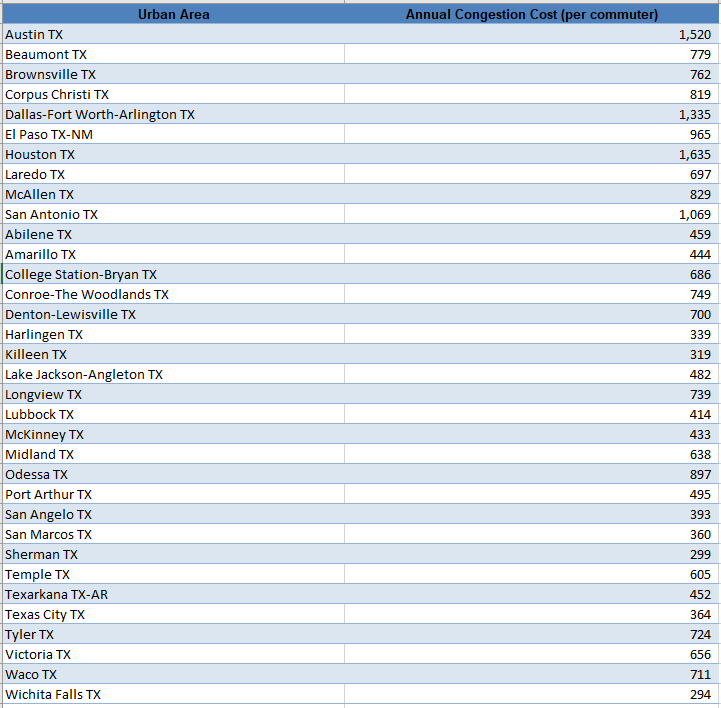 Urban Area Annual Congestion Cost (per commuter)
Austin TX 1,520
Beaumont TX 779
Brownsville TX 762
Corpus Christi TX 819
Dallas-Fort Worth-Arlington TX 1,335
El Paso TX-NM 965
Houston TX 1,635
Laredo TX 697
McAllen TX 829
San Antonio TX 1,069
Abilene TX 459
Amarillo TX 444
College Station-Bryan TX 686
Conroe-The Woodlands TX 749
Denton-Lewisville TX 700
Harlingen TX 339
Killeen TX 319
Lake Jackson-Angleton TX 482
Longview TX 739
Lubbock TX 414
McKinney TX 433
Midland TX 638
Odessa TX 897
Port Arthur TX 495
San Angelo TX 393
San Marcos TX 360
Sherman TX 299
Temple TX 605
Texarkana TX-AR 452
Texas City TX 364
Tyler TX 724
Victoria TX 656
Waco TX 711
Wichita Falls TX 294